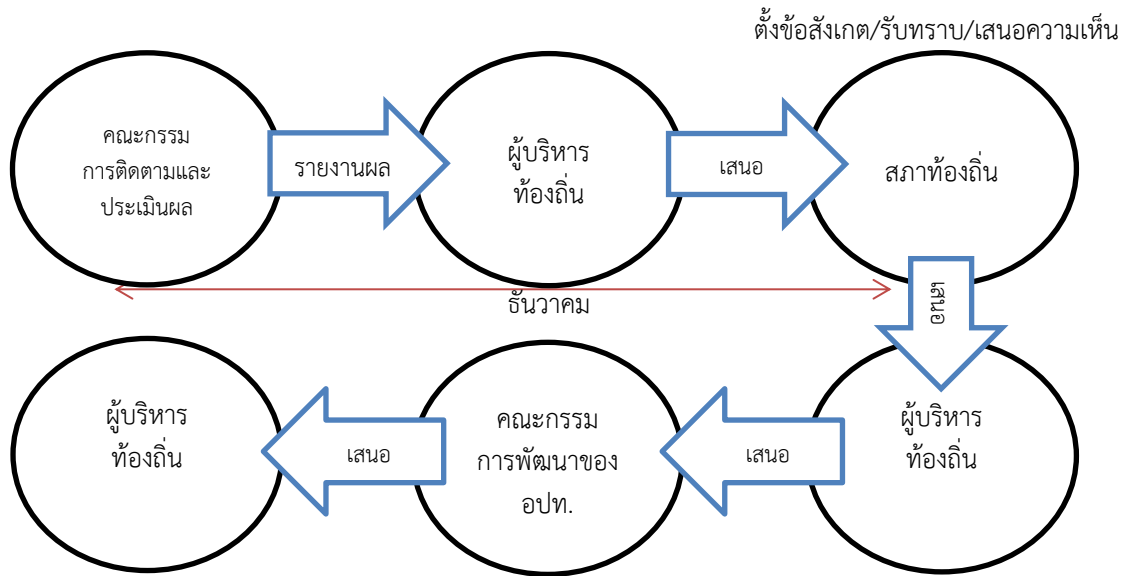 ตั้งข้อสังเกต/รับทราบ/เสนอความเห็น
คณะกรรม
การติดตามและ
ประเมินผล
รายงานผล
ผู้บริหาร
ท้องถิ่น
เสนอ
สภาท้องถิ่น
ธันวาคม
เสนอ
ผู้บริหาร
ท้องถิ่น
เสนอ
คณะกรรม
การพัฒนาของ
อปท.
เสนอ
ผู้บริหาร
ท้องถิ่น